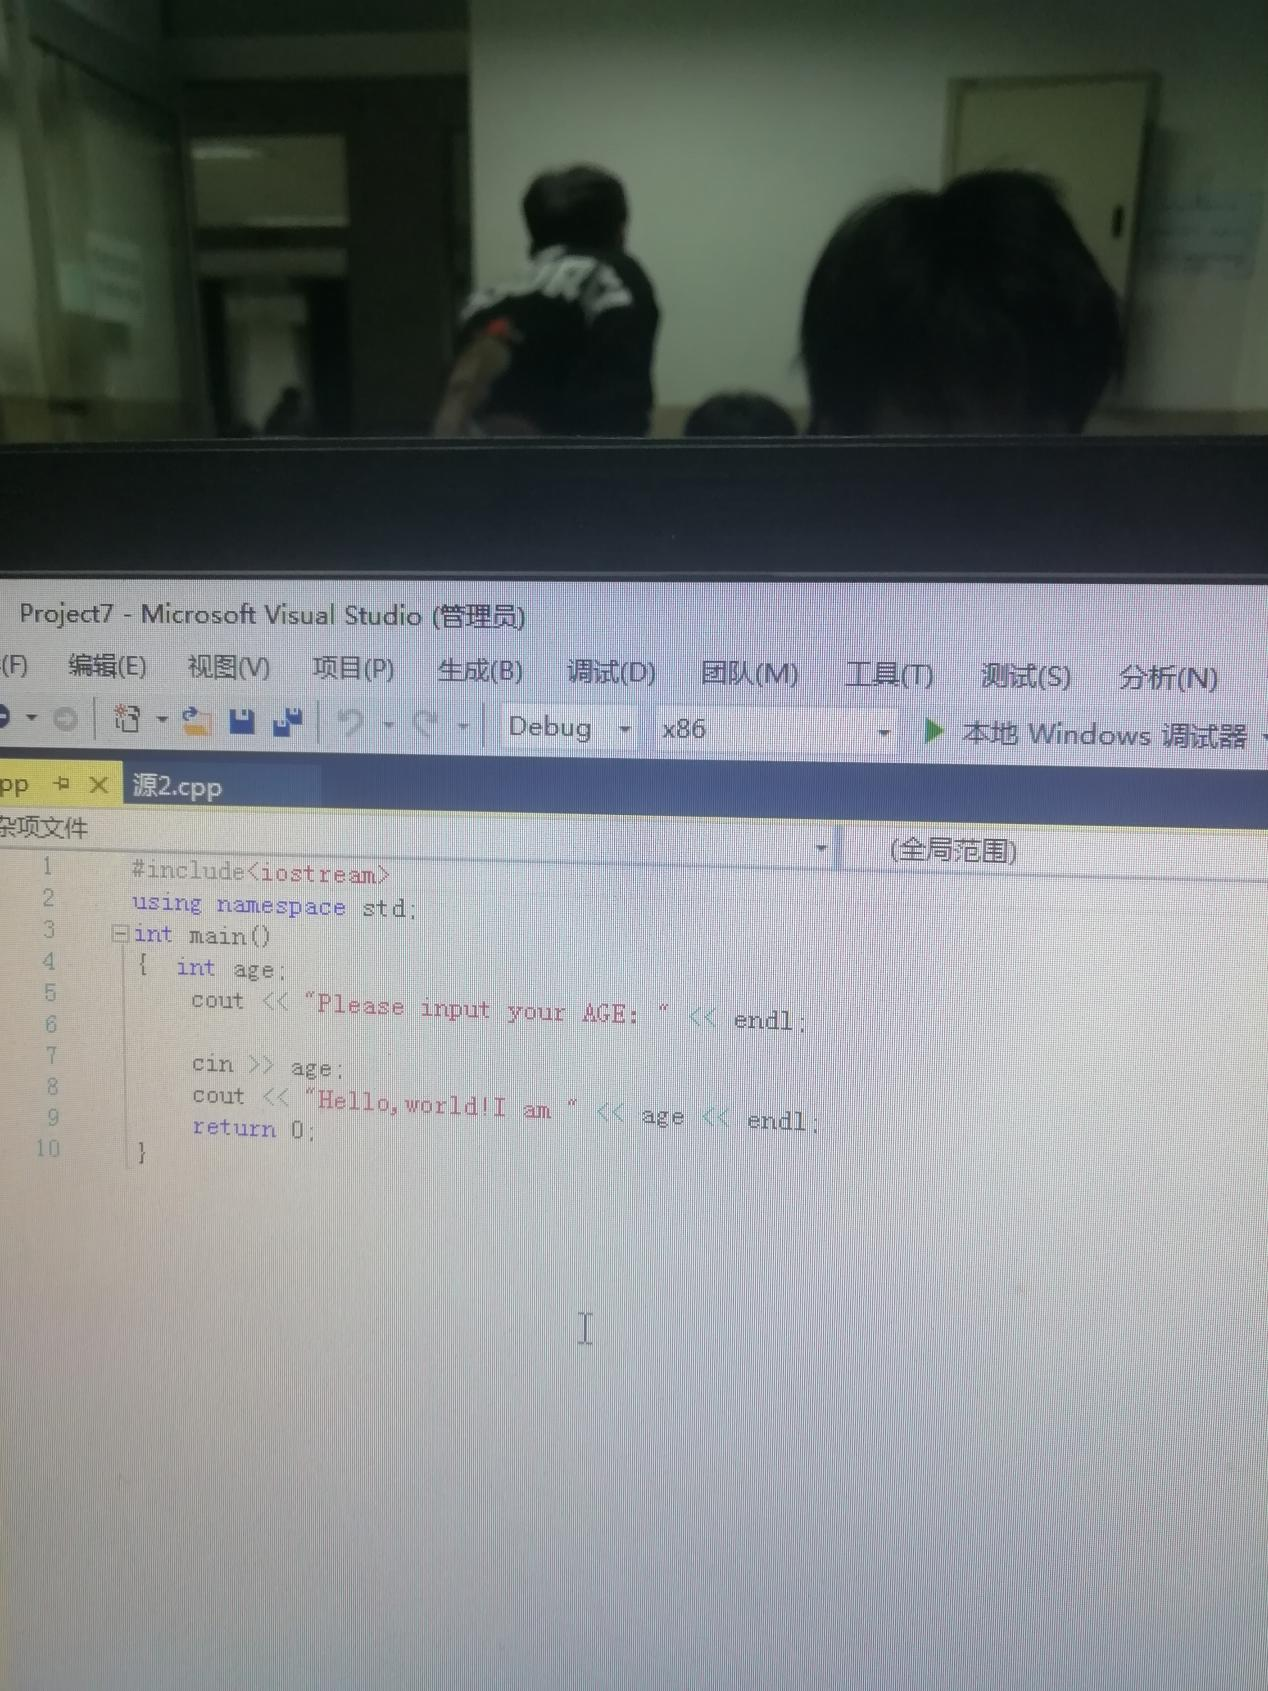 Project7 - Microsoft Visual Studio (管理员)
(F) 编辑(E) 视图(V) 项目(P) 生成(B) 调试(D) 团队(M) 工具(T) 测试(S) 分析(N)
Debug x86 本地 Windows 调试器
pp 源2.cpp
杂项文件 (全局范围)
1 #include<iostream>
2 using namespace std;
3 int main()
4 { int age;
5 cout << "Please input your AGE: " << endl;
6
7 cin >> age;
8 cout << "Hello,world!I am " << age << endl;
9 return 0;
10 }